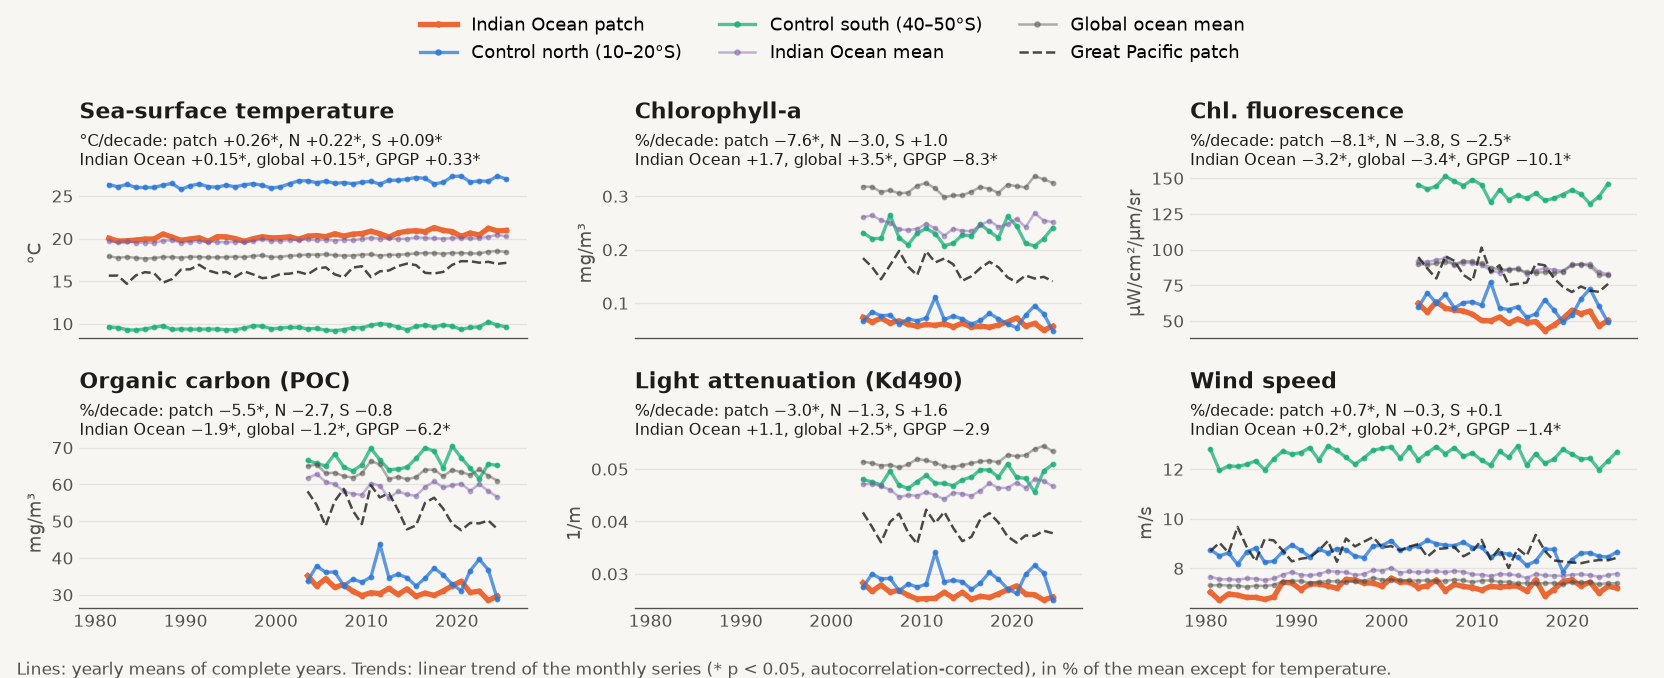 Indian Ocean patch
Control north (10–20°S)
Control south (40–50°S)
Indian Ocean mean
Global ocean mean
Great Pacific patch
Sea-surface temperature
°C/decade: patch +0.26*, N +0.22*, S +0.09*
Indian Ocean +0.15*, global +0.15*, GPGP +0.33*
°C
25
20
15
10
Chlorophyll-a
%/decade: patch −7.6*, N −3.0, S +1.0
Indian Ocean +1.7, global +3.5*, GPGP −8.3*
mg/m³
0.3
0.2
0.1
Chl. fluorescence
%/decade: patch −8.1*, N −3.8, S −2.5*
Indian Ocean −3.2*, global −3.4*, GPGP −10.1*
µW/cm²/µm/sr
150
125
100
75
50
Organic carbon (POC)
%/decade: patch −5.5*, N −2.7, S −0.8
Indian Ocean −1.9*, global −1.2*, GPGP −6.2*
mg/m³
70
60
50
40
30
1980 1990 2000 2010 2020
Light attenuation (Kd490)
%/decade: patch −3.0*, N −1.3, S +1.6
Indian Ocean +1.1, global +2.5*, GPGP −2.9
1/m
0.05
0.04
0.03
1980 1990 2000 2010 2020
Wind speed
%/decade: patch +0.7*, N −0.3, S +0.1
Indian Ocean +0.2*, global +0.2*, GPGP −1.4*
m/s
12
10
8
1980 1990 2000 2010 2020
Lines: yearly means of complete years. Trends: linear trend of the monthly series (* p < 0.05, autocorrelation-corrected), in % of the mean except for temperature.